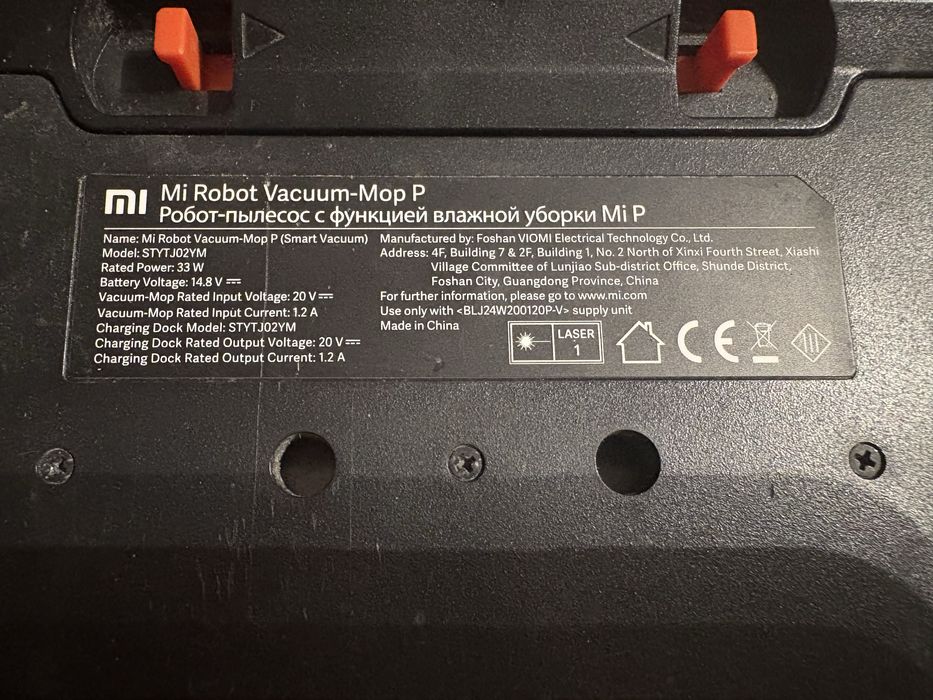 mi Mi Robot Vacuum-Mop P
Робот-пылесос с функцией влажной уборки Mi P
Name: Mi Robot Vacuum-Mop P (Smart Vacuum)
Model: STYTJ02YM
Rated Power: 33 W
Battery Voltage: 14.8 V ⎓
Vacuum-Mop Rated Input Voltage: 20 V ⎓
Vacuum-Mop Rated Input Current: 1.2 A
Charging Dock Model: STYTJ02YM
Charging Dock Rated Output Voltage: 20 V ⎓
Charging Dock Rated Output Current: 1.2 A
Manufactured by: Foshan VIOMI Electrical Technology Co., Ltd.
Address: 4F, Building 7 & 2F, Building 1, No. 2 North of Xinxi Fourth Street, Xiashi
Village Committee of Lunjiao Sub-district Office, Shunde District,
Foshan City, Guangdong Province, China
For further information, please go to www.mi.com
Use only with <BLJ24W200120P-V> supply unit
Made in China
LASER
1
CE